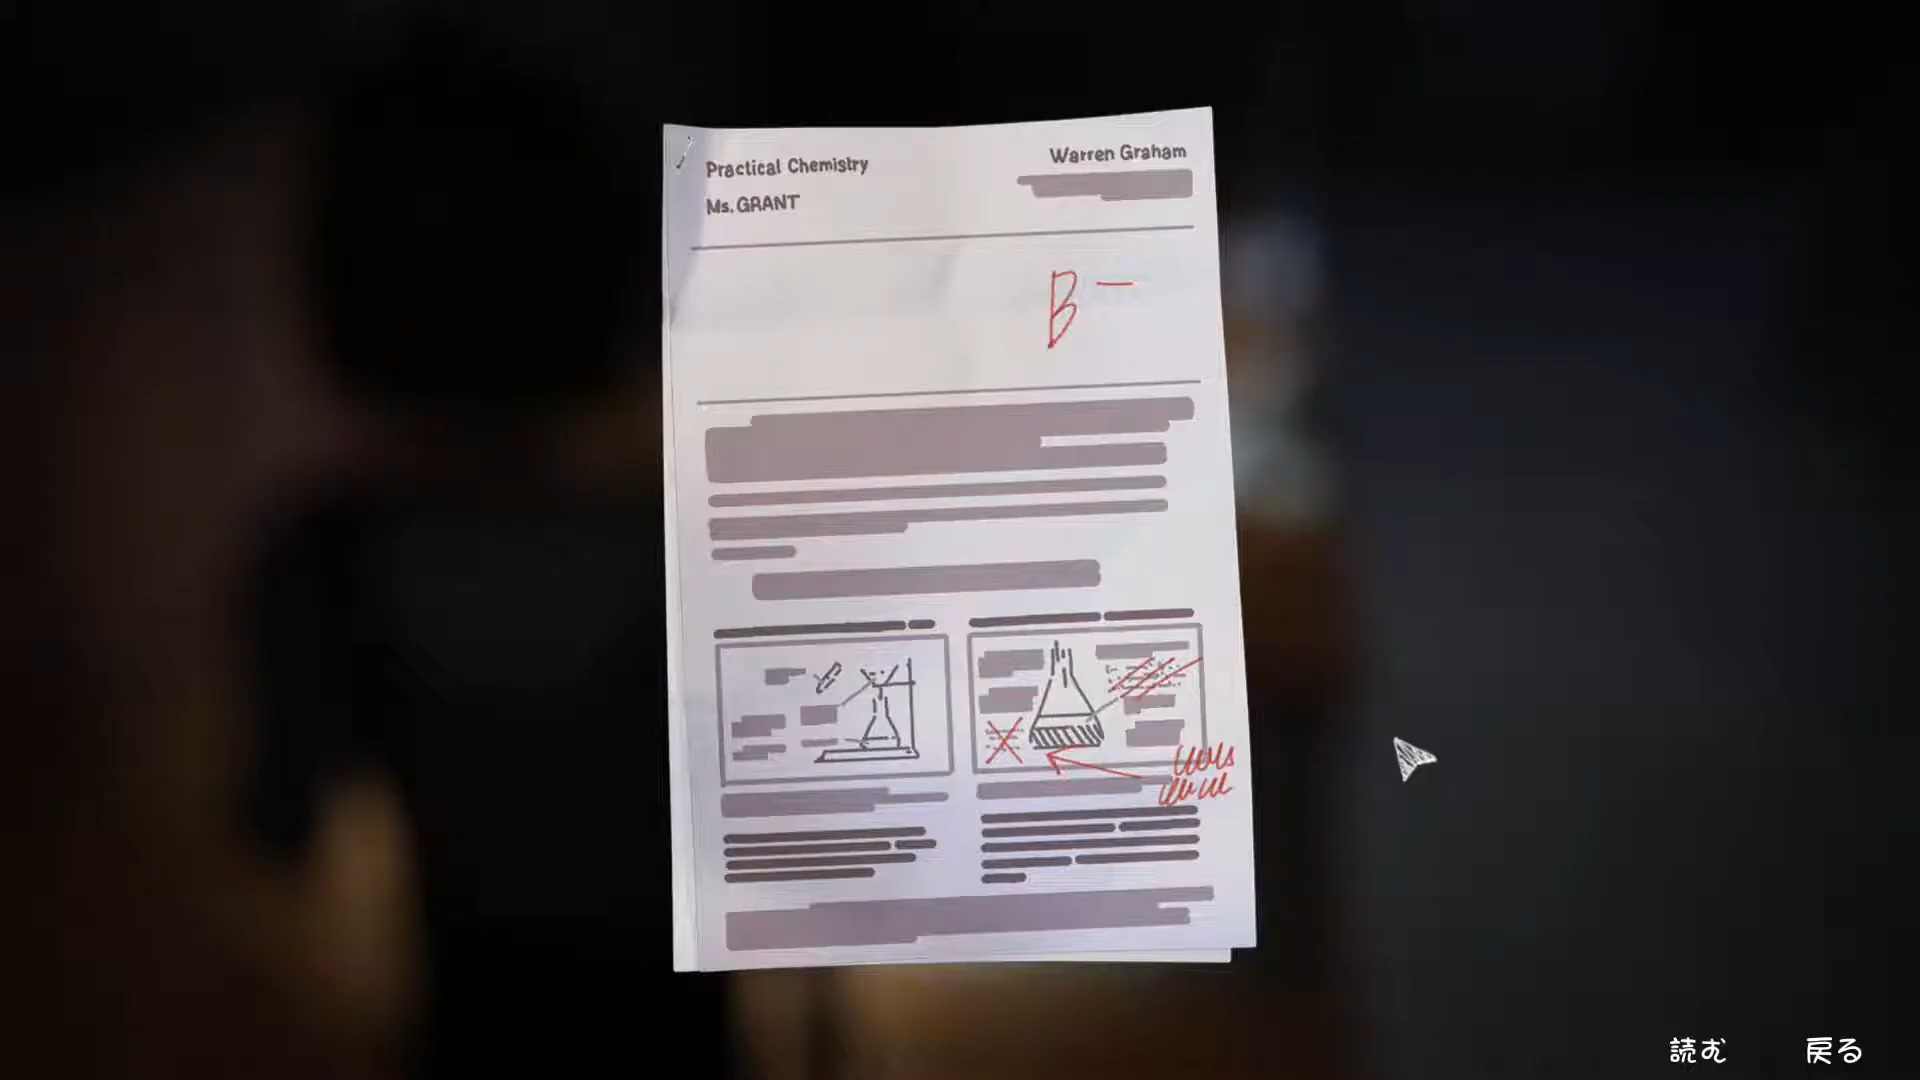 Practical Chemistry
Warren Graham
Ms. GRANT
B-
読む
戻る